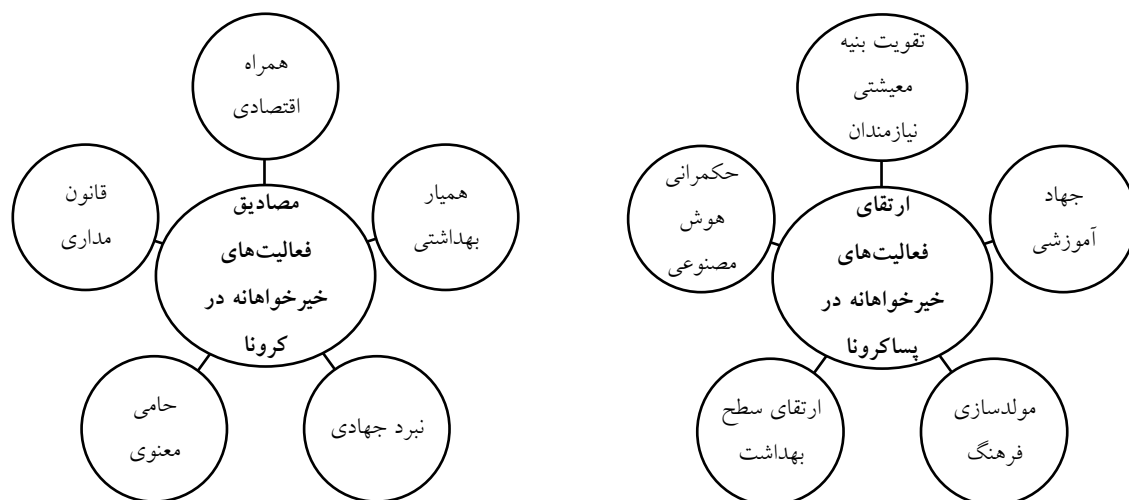 تقویت بنیه
معیشتی
نیازمندان
جهاد
آموزشی
مولدسازی
فرهنگ
ارتقای سطح
بهداشت
حکمرانی
هوش
مصنوعی
ارتقای
فعالیت‌های
خیرخواهانه در
پساکرونا
همراه
اقتصادی
همیار
بهداشتی
نبرد جهادی
حامی
معنوی
قانون
مداری
مصادیق
فعالیت‌های
خیرخواهانه در
کرونا